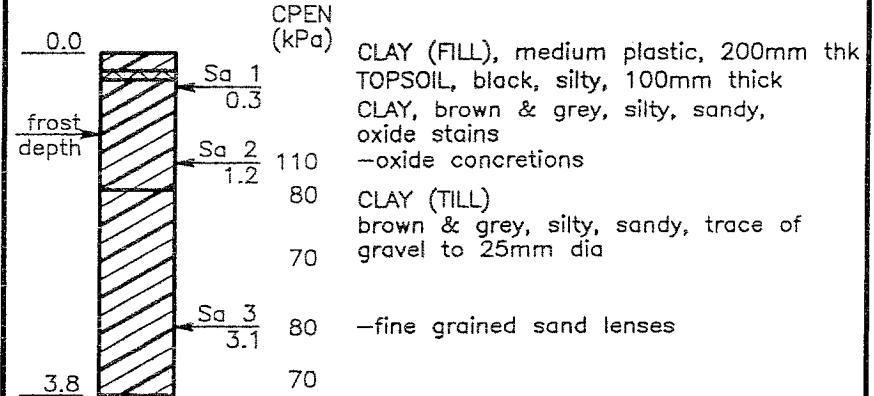 CPEN
(kPa)
0.0
CLAY (FILL), medium plastic, 200mm thk
TOPSOIL, black, silty, 100mm thick
Sa 1
0.3
CLAY, brown & grey, silty, sandy,
oxide stains
frost
depth
Sa 2
1.2
110
-oxide concretions
80
CLAY (TILL)
brown & grey, silty, sandy, trace of
gravel to 25mm dia
70
Sa 3
3.1
80
-fine grained sand lenses
70
3.8